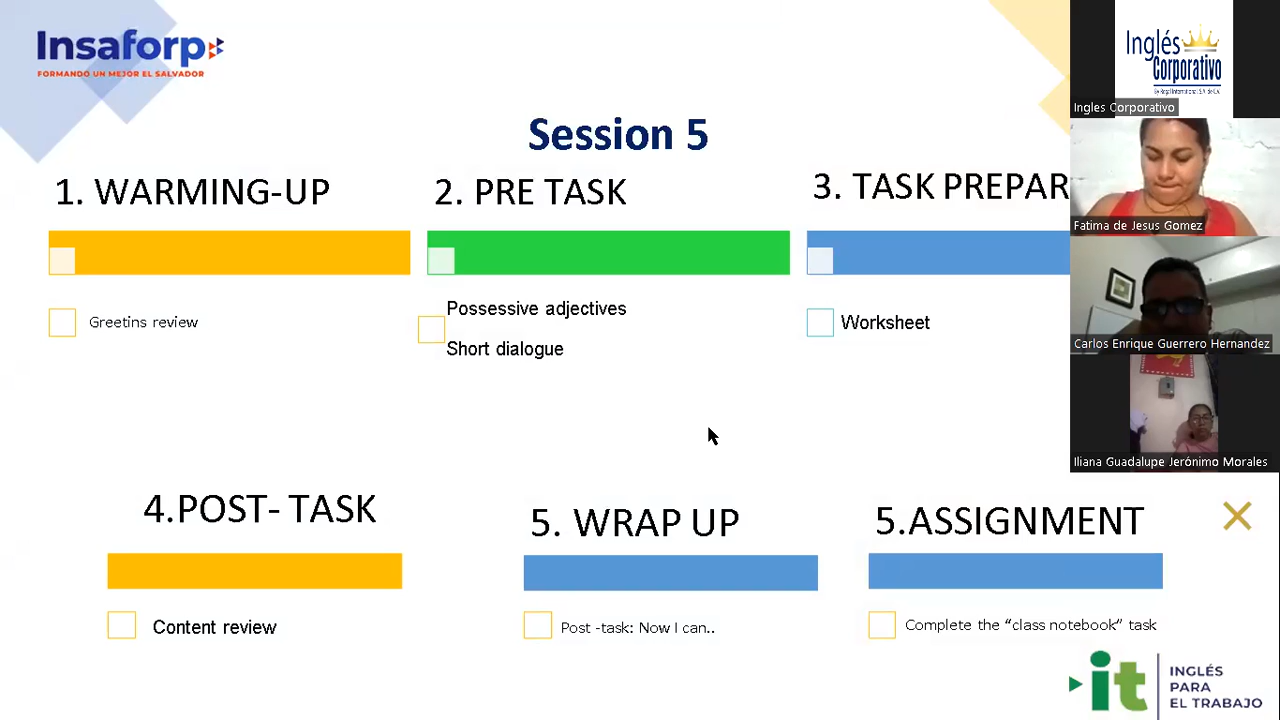 Insaforp
FORMANDO UN MEJOR EL SALVADOR
Session 5
1. WARMING-UP
Greetins review
2. PRE TASK
Possessive adjectives
Short dialogue
3. TASK PREPAR
Worksheet
4.POST- TASK
Content review
5. WRAP UP
Post -task: Now I can..
5.ASSIGNMENT
Complete the “class notebook” task
it
INGLÉS
PARA
EL TRABAJO
Inglés
Corporativo
Ingles Corporativo
Fatima de Jesus Gomez
Carlos Enrique Guerrero Hernandez
Iliana Guadalupe Jerónimo Morales